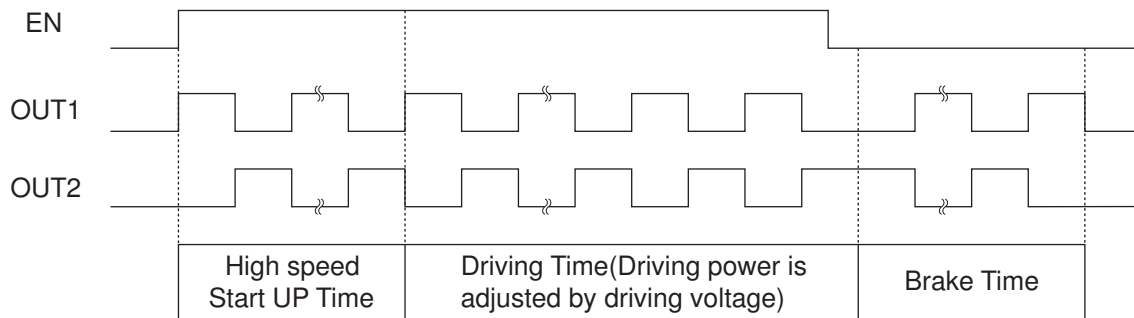 EN
OUT1
OUT2
High speed
Start UP Time
Driving Time(Driving power is
adjusted by driving voltage)
Brake Time